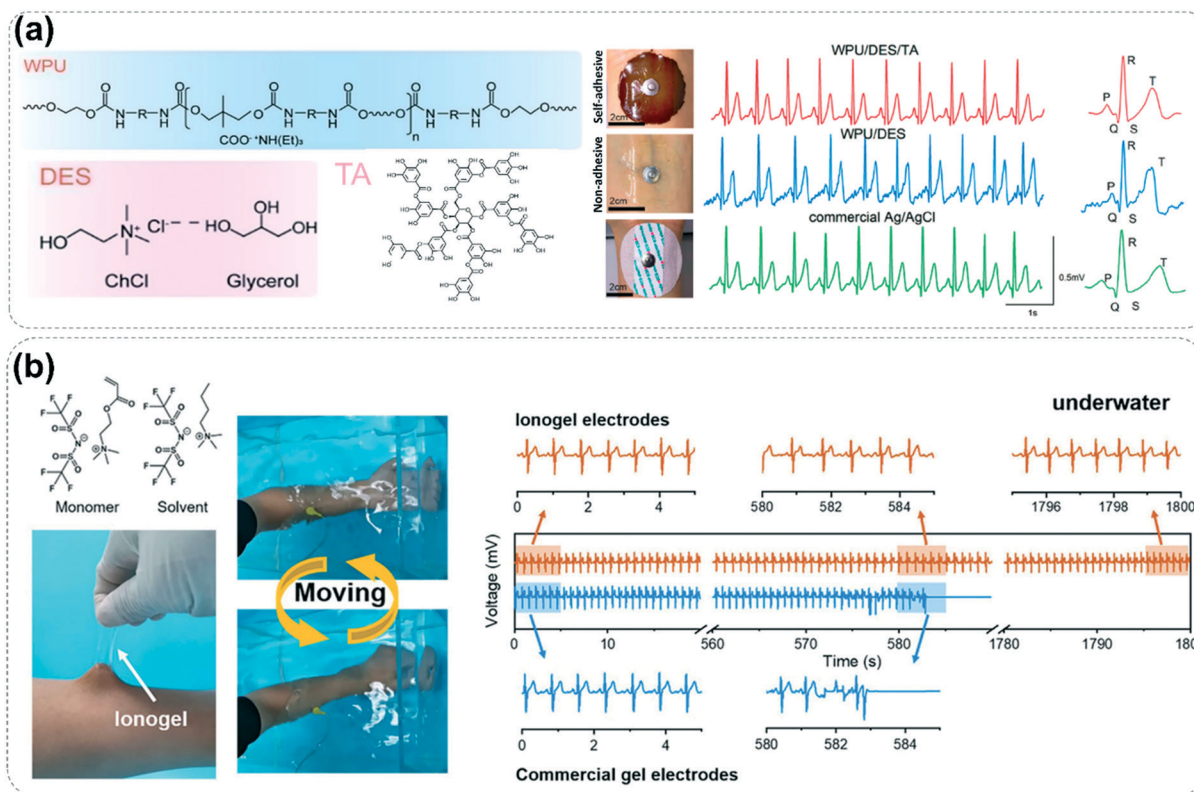 (a)
WPU
O
O
N
H
R
N
H
O
O
O
O
O
N
H
R
N
H
O
O
O
n
N
H
R
N
H
O
O
COO⁻⁺NH(Et)₃
DES
HO
N⁺
Cl⁻
OH
HO
OH
ChCl
Glycerol
TA
Self-adhesive
2cm
Non-adhesive
2cm
2cm
WPU/DES/TA
WPU/DES
commercial Ag/AgCl
0.5mV
1s
R
P
T
Q S
R
T
P
Q S
R
P
T
Q S
(b)
Monomer
Solvent
Ionogel
Moving
Ionogel electrodes
underwater
0 2 4
580 582 584
1796 1798 1800
Voltage (mV)
0 10 560 570 580 1780 1790 180
Time (s)
0 2 4
580 582 584
Commercial gel electrodes